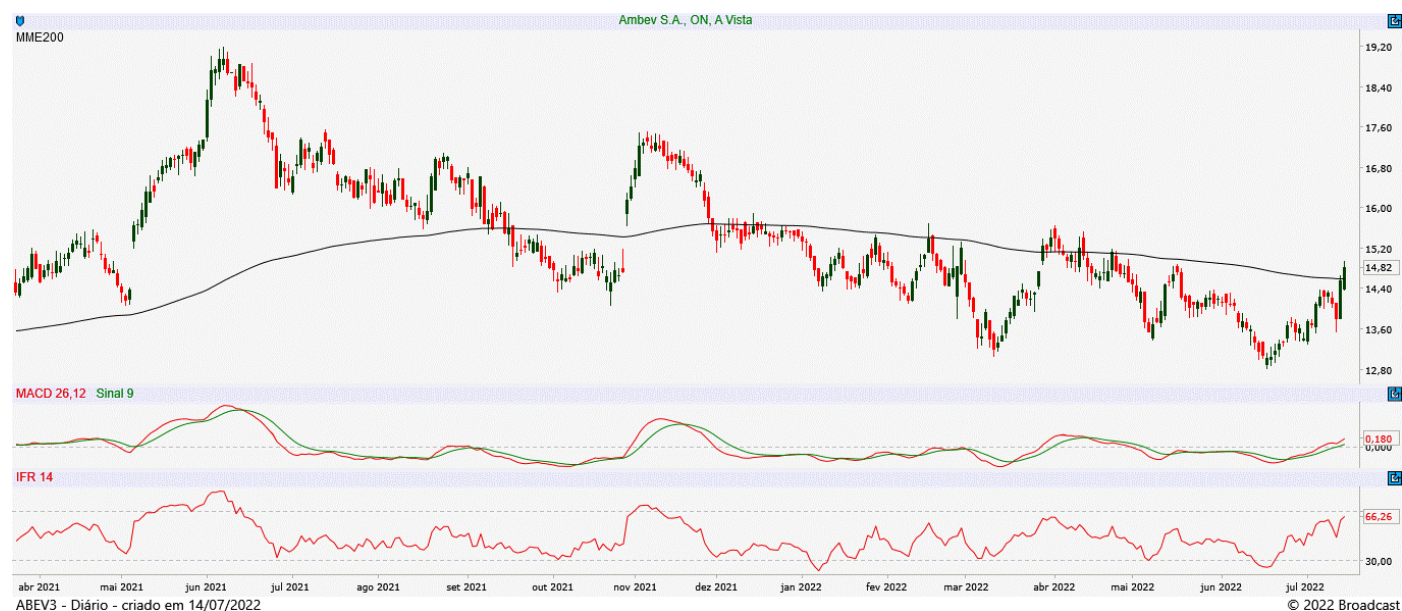 Ambev S.A., ON, A Vista
MME200
19,20
18,40
17,60
16,80
16,00
15,20
14,82
14,40
13,60
12,80
MACD 26,12 Sinal 9
0,180
0,000
IFR 14
66,26
30,00
abr 2021 mai 2021 jun 2021 jul 2021 ago 2021 set 2021 out 2021 nov 2021 dez 2021 jan 2022 fev 2022 mar 2022 abr 2022 mai 2022 jun 2022 jul 2022
ABEV3 - Diário - criado em 14/07/2022 © 2022 Broadcast